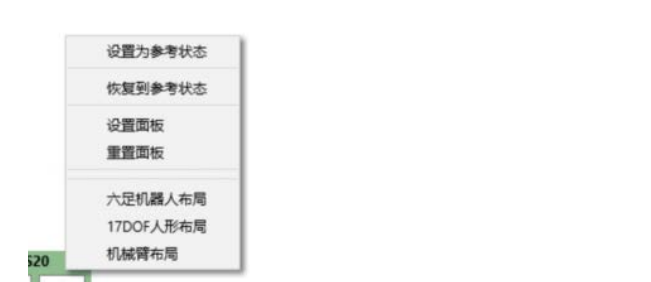 设置为参考状态
恢复到参考状态
设置面板
重置面板
六足机器人布局
17DOF人形布局
机械臂布局
S20